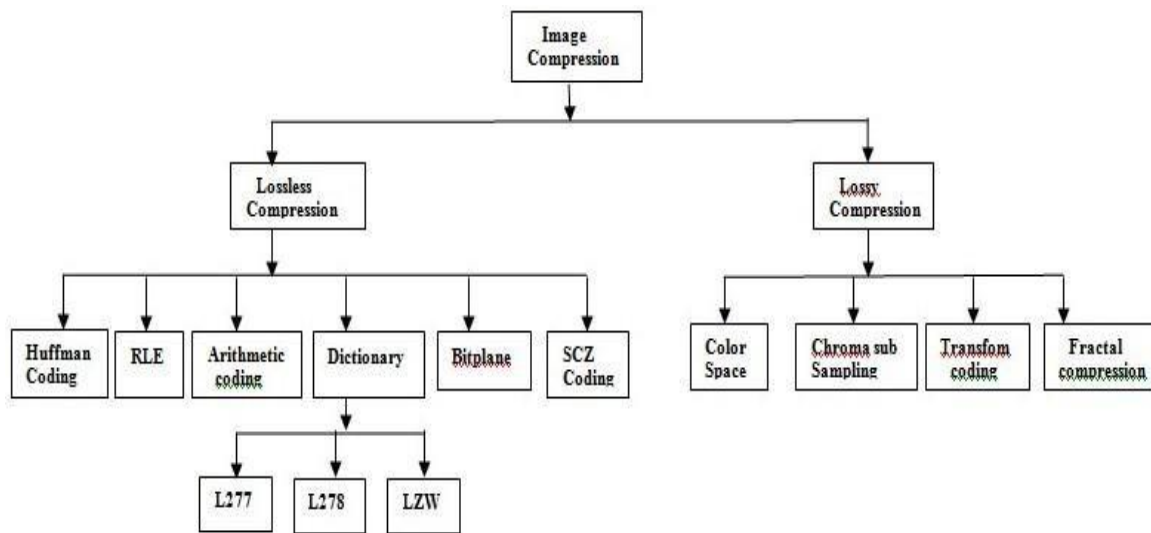 Image
Compression
Lossless
Compression
Lossy
Compression
Huffman
Coding
RLE
Arithmetic
coding
Dictionary
Bitplane
SCZ
Coding
Color
Space
Chroma sub
Sampling
Transfom
coding
Fractal
compression
L277
L278
LZW